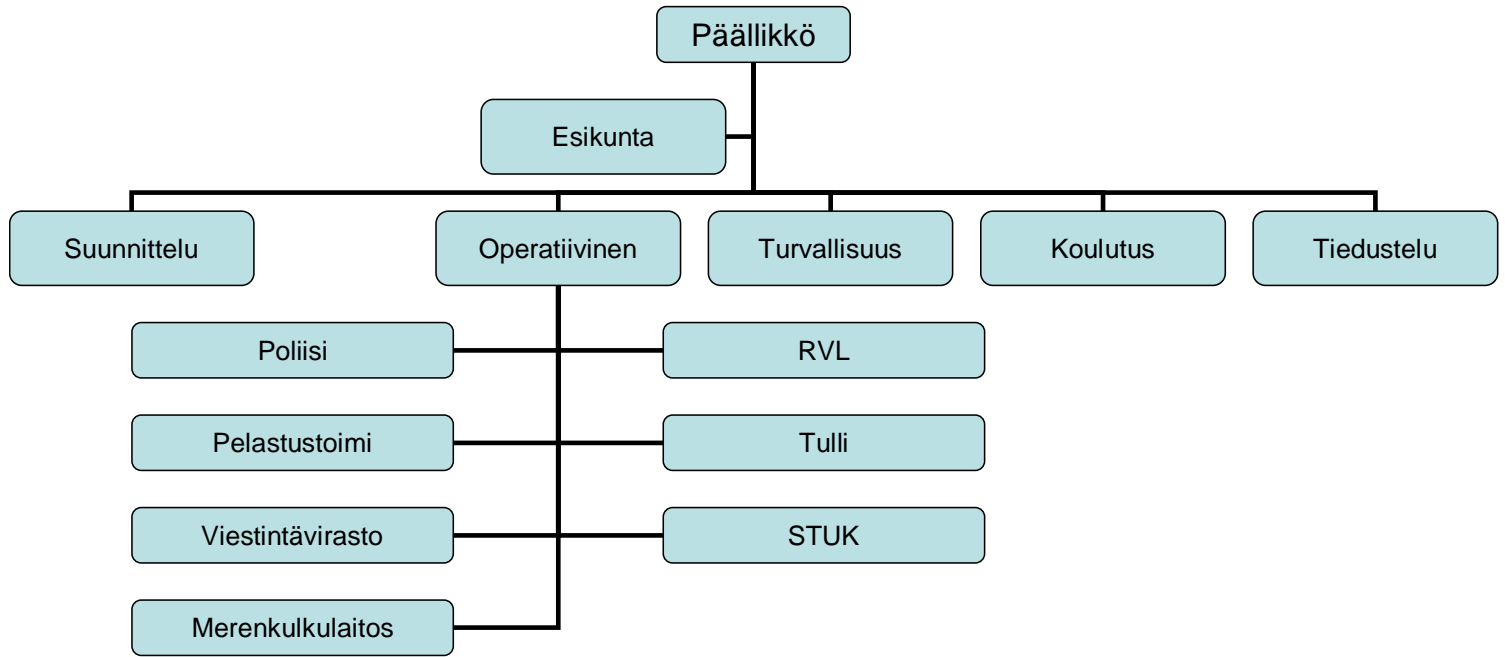 Päällikkö
Esikunta
Suunnittelu
Operatiivinen
Turvallisuus
Koulutus
Tiedustelu
Poliisi
RVL
Pelastustoimi
Tulli
Viestintävirasto
STUK
Merenkulkulaitos